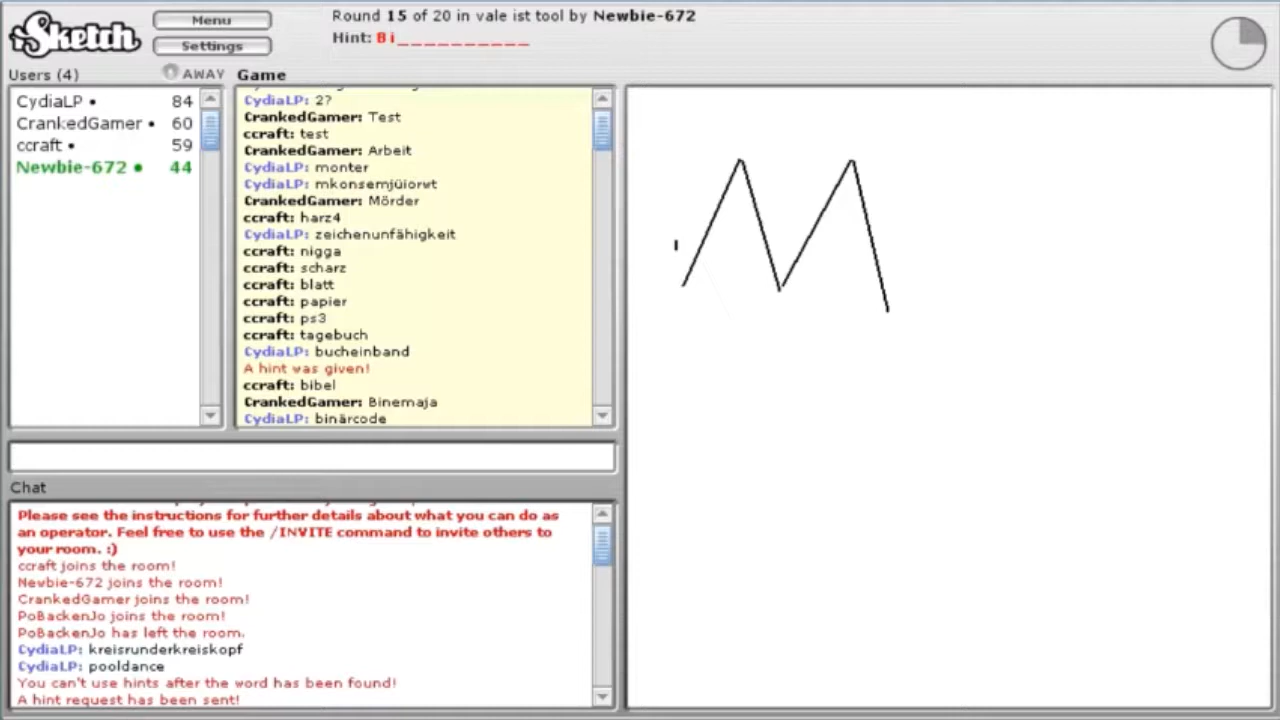 iSketch
Menu
Settings
Round 15 of 20 in vale ist tool by Newbie-672
Hint: Bi__________
Users (4)
AWAY
CydiaLP • 84
CrankedGamer • 60
ccraft • 59
Newbie-672 • 44
Game
CydiaLP: 2?
CrankedGamer: Test
ccraft: test
CrankedGamer: Arbeit
CydiaLP: monter
CydiaLP: mkonsemjüiorwt
CrankedGamer: Mörder
ccraft: harz4
CydiaLP: zeichenunfähigkeit
ccraft: nigga
ccraft: scharz
ccraft: blatt
ccraft: papier
ccraft: ps3
ccraft: tagebuch
CydiaLP: bucheinband
A hint was given!
ccraft: bibel
CrankedGamer: Binemaja
CydiaLP: binärcode
Chat
Please see the instructions for further details about what you can do as
an operator. Feel free to use the /INVITE command to invite others to
your room. :)
ccraft joins the room!
Newbie-672 joins the room!
CrankedGamer joins the room!
PoBackenJo joins the room!
PoBackenJo has left the room.
CydiaLP: kreisrunderkreiskopf
CydiaLP: pooldance
You can't use hints after the word has been found!
A hint request has been sent!